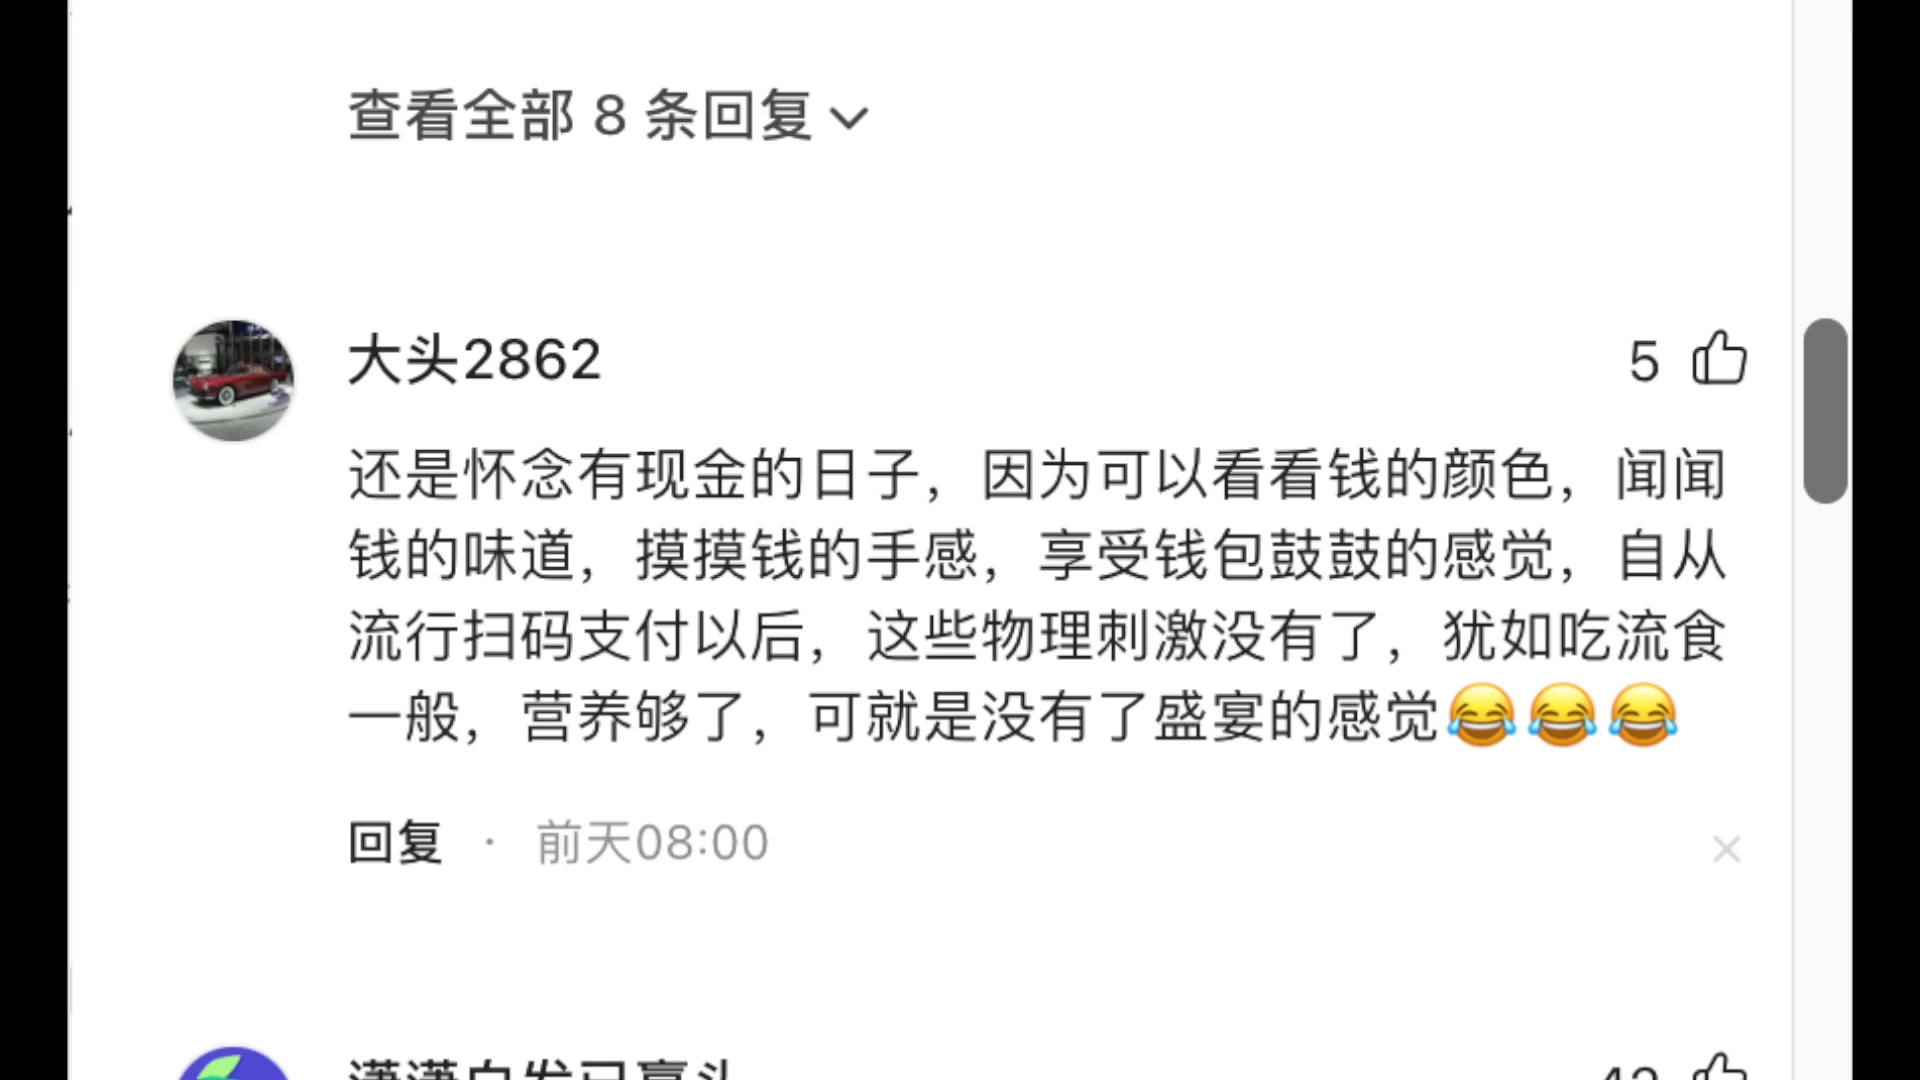 查看全部 8 条回复
大头2862
5
还是怀念有现金的日子，因为可以看看钱的颜色，闻闻
钱的味道，摸摸钱的手感，享受钱包鼓鼓的感觉，自从
流行扫码支付以后，这些物理刺激没有了，犹如吃流食
一般，营养够了，可就是没有了盛宴的感觉😂😂😂
回复 · 前天08:00